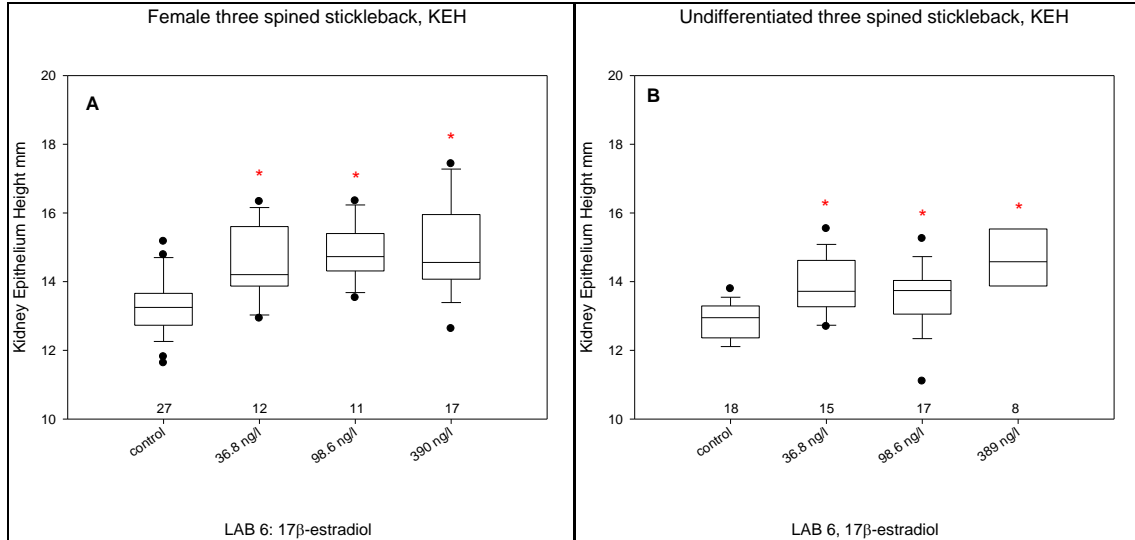 Female three spined stickleback, KEH
A
Kidney Epithelium Height mm
20
18
16
14
12
10
*
*
*
27
12
11
17
control
36.8 ng/l
98.6 ng/l
390 ng/l
LAB 6: 17β-estradiol
Undifferentiated three spined stickleback, KEH
B
Kidney Epithelium Height mm
20
18
16
14
12
10
*
*
*
18
15
17
8
control
36.8 ng/l
98.6 ng/l
389 ng/l
LAB 6, 17β-estradiol